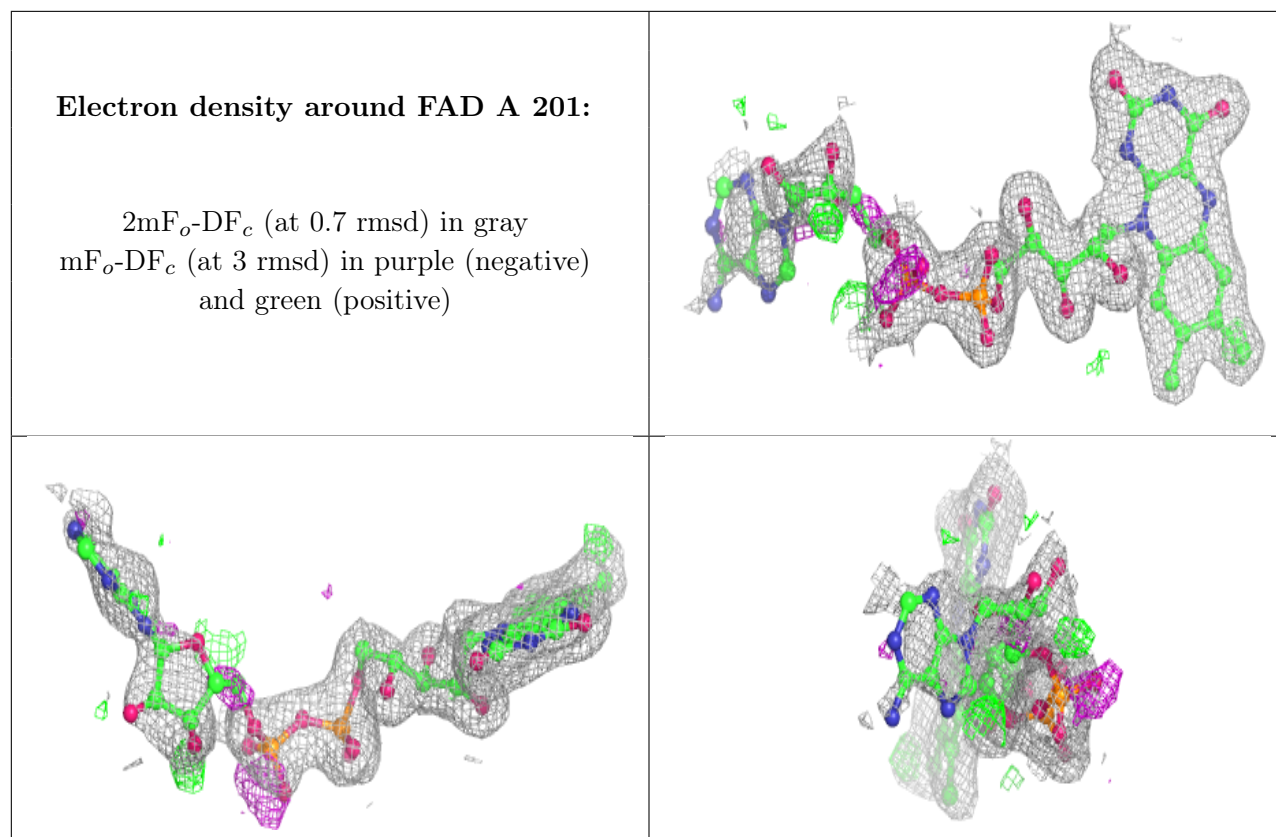 Electron density around FAD A 201:
2mFo-DFc (at 0.7 rmsd) in gray
mFo-DFc (at 3 rmsd) in purple (negative)
and green (positive)